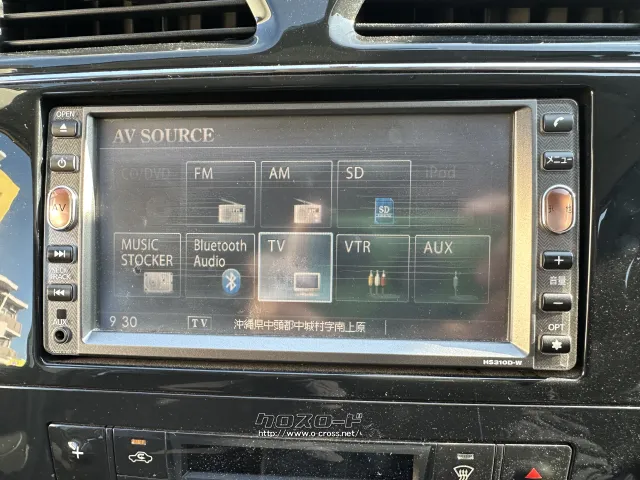 OPEN
AV SOURCE
CD/DVD
FM
AM
SD
iPod
メニュー
AV
SD
MUSIC STOCKER
Bluetooth Audio
TV
VTR
AUX
+
音量
−
TRACK
AUX
9 30
TV
沖縄県中頭郡中城村字南上原
OPT
HS310D-W
クロスロード
http://www.o-cross.net/